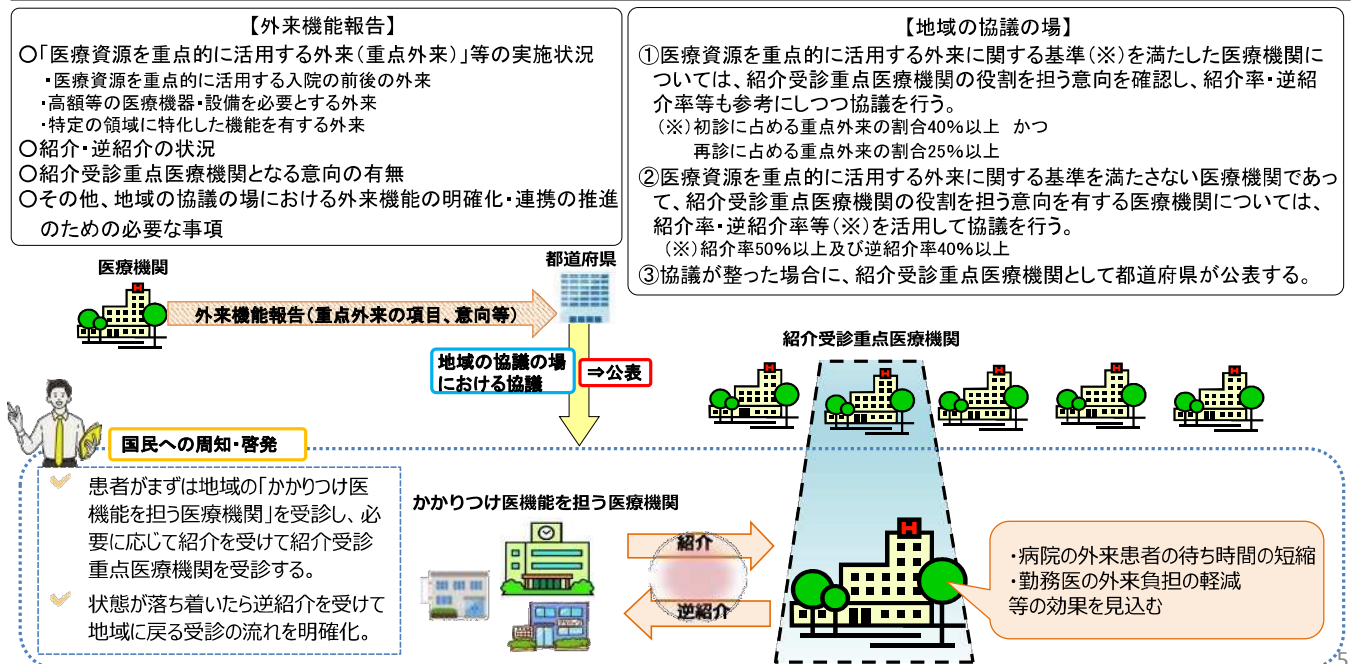 【外来機能報告】
〇「医療資源を重点的に活用する外来(重点外来)」等の実施状況
・医療資源を重点的に活用する入院の前後の外来
・高額等の医療機器・設備を必要とする外来
・特定の領域に特化した機能を有する外来
〇紹介・逆紹介の状況
〇紹介受診重点医療機関となる意向の有無
〇その他、地域の協議の場における外来機能の明確化・連携の推進
のための必要な事項
【地域の協議の場】
①医療資源を重点的に活用する外来に関する基準(※)を満たした医療機関に
ついては、紹介受診重点医療機関の役割を担う意向を確認し、紹介率・逆紹
介率等も参考にしつつ協議を行う。
(※)初診に占める重点外来の割合40%以上 かつ
再診に占める重点外来の割合25%以上
②医療資源を重点的に活用する外来に関する基準を満たさない医療機関であっ
て、紹介受診重点医療機関の役割を担う意向を有する医療機関については、
紹介率・逆紹介率等(※)を活用して協議を行う。
(※)紹介率50%以上及び逆紹介率40%以上
③協議が整った場合に、紹介受診重点医療機関として都道府県が公表する。
医療機関
都道府県
外来機能報告(重点外来の項目、意向等)
地域の協議の場
における協議
⇒公表
紹介受診重点医療機関
H
H
H
H
H
H
国民への周知・啓発
患者がまずは地域の「かかりつけ医
機能を担う医療機関」を受診し、必
要に応じて紹介を受けて紹介受診
重点医療機関を受診する。
状態が落ち着いたら逆紹介を受けて
地域に戻る受診の流れを明確化。
かかりつけ医機能を担う医療機関
紹介
逆紹介
H
・病院の外来患者の待ち時間の短縮
・勤務医の外来負担の軽減
等の効果を見込む
5